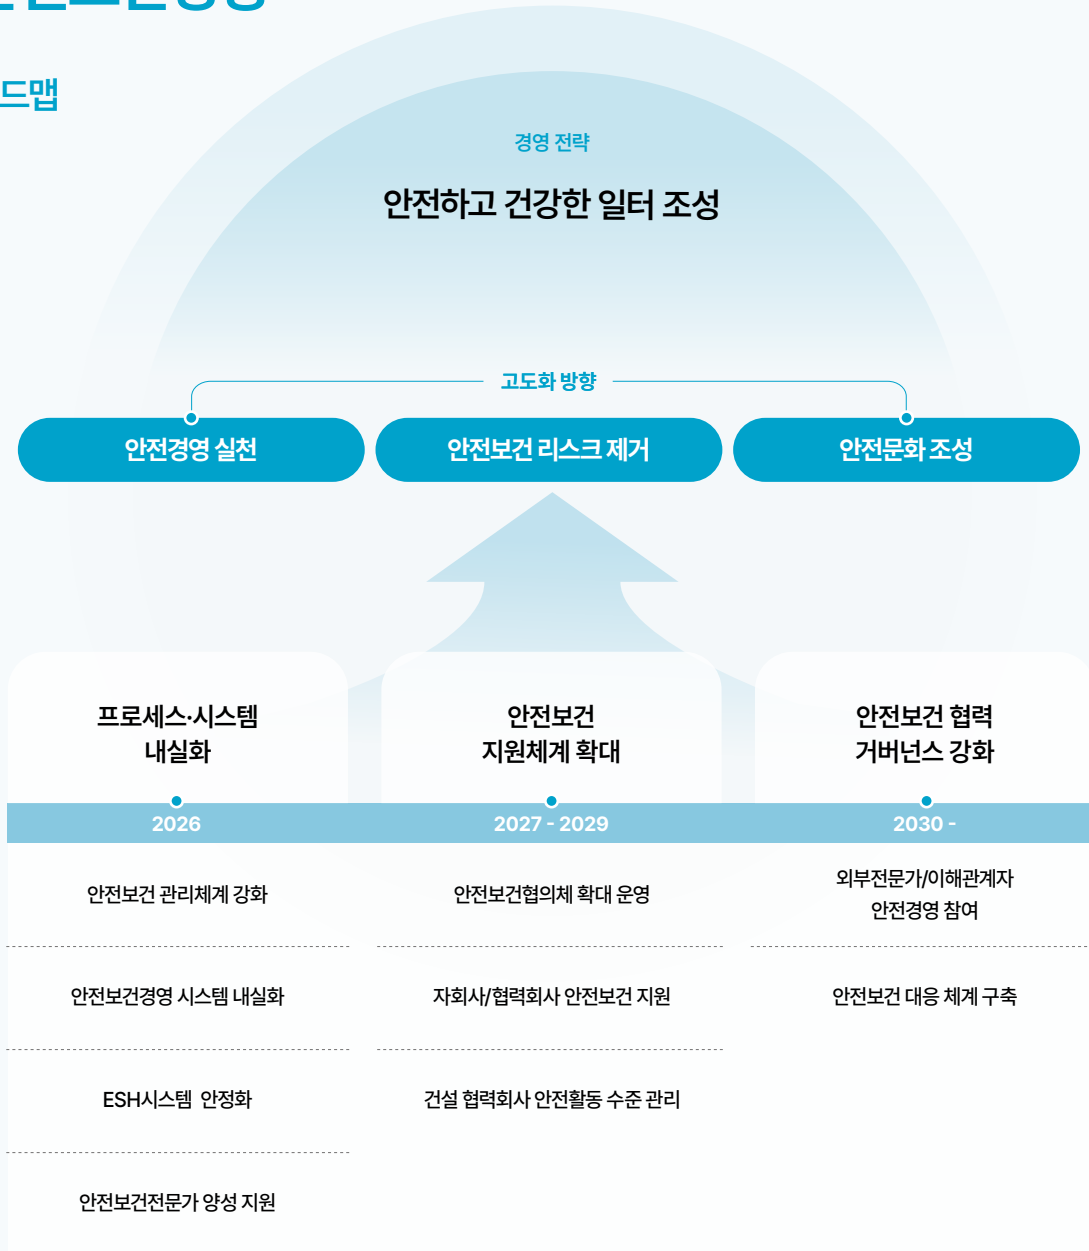 드맵
경영 전략
안전하고 건강한 일터 조성
고도화 방향
안전경영 실천
안전보건 리스크 제거
안전문화 조성
프로세스·시스템
내실화
안전보건
지원체계 확대
안전보건 협력
거버넌스 강화
2026
2027 - 2029
2030 -
안전보건 관리체계 강화
안전보건협의체 확대 운영
외부전문가/이해관계자
안전경영 참여
안전보건경영 시스템 내실화
자회사/협력회사 안전보건 지원
안전보건 대응 체계 구축
ESH시스템 안정화
건설 협력회사 안전활동 수준 관리
안전보건전문가 양성 지원